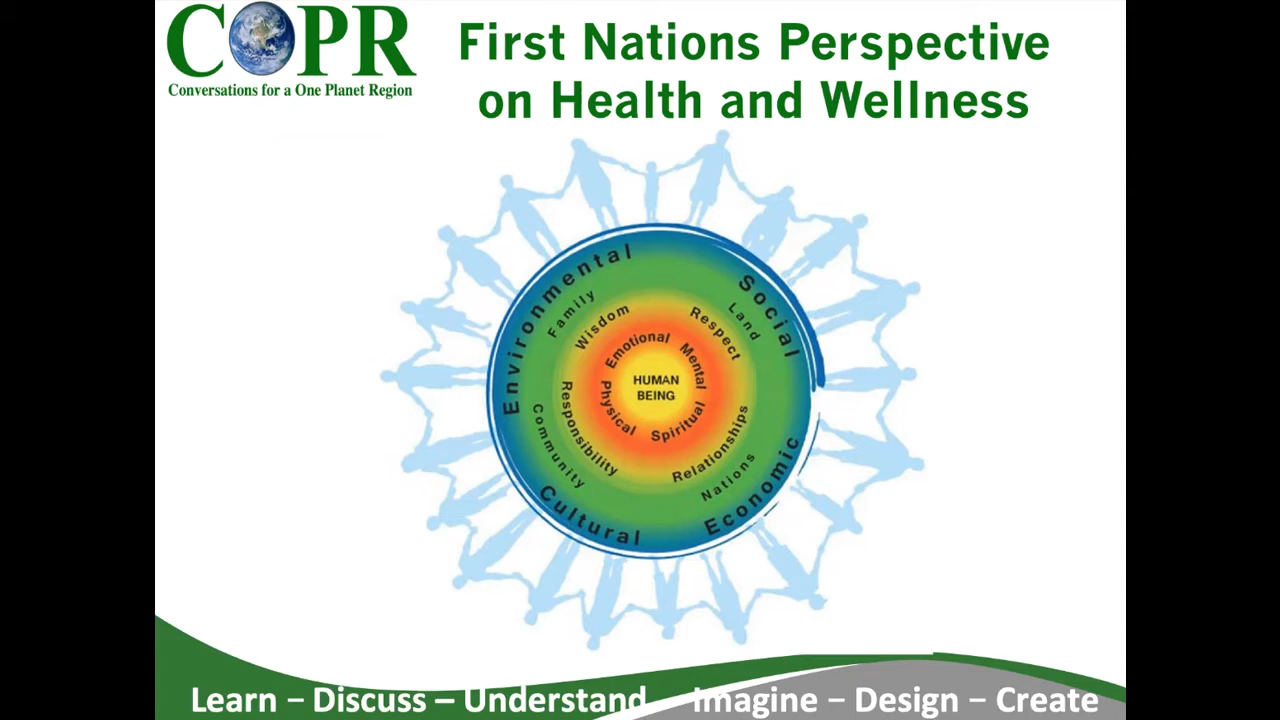 COPR
Conversations for a One Planet Region
First Nations Perspective
on Health and Wellness
Environmental
Social
Economic
Cultural
Family
Land
Nations
Community
Wisdom
Respect
Relationships
Responsibility
Emotional
Mental
Spiritual
Physical
HUMAN
BEING
Learn – Discuss – Understand Imagine – Design – Create